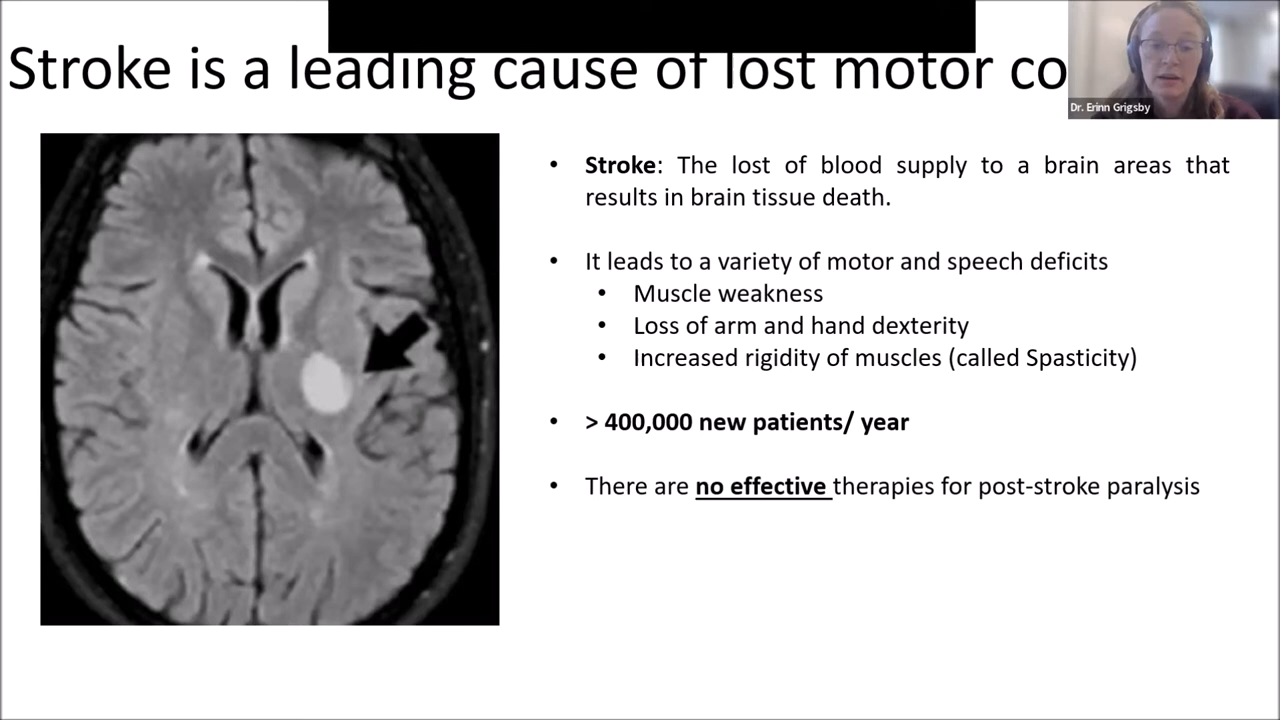 Stroke is a leading cause of lost motor co
Dr. Erinn Grigsby
• Stroke: The lost of blood supply to a brain areas that
results in brain tissue death.
• It leads to a variety of motor and speech deficits
• Muscle weakness
• Loss of arm and hand dexterity
• Increased rigidity of muscles (called Spasticity)
• > 400,000 new patients/ year
• There are no effective therapies for post-stroke paralysis